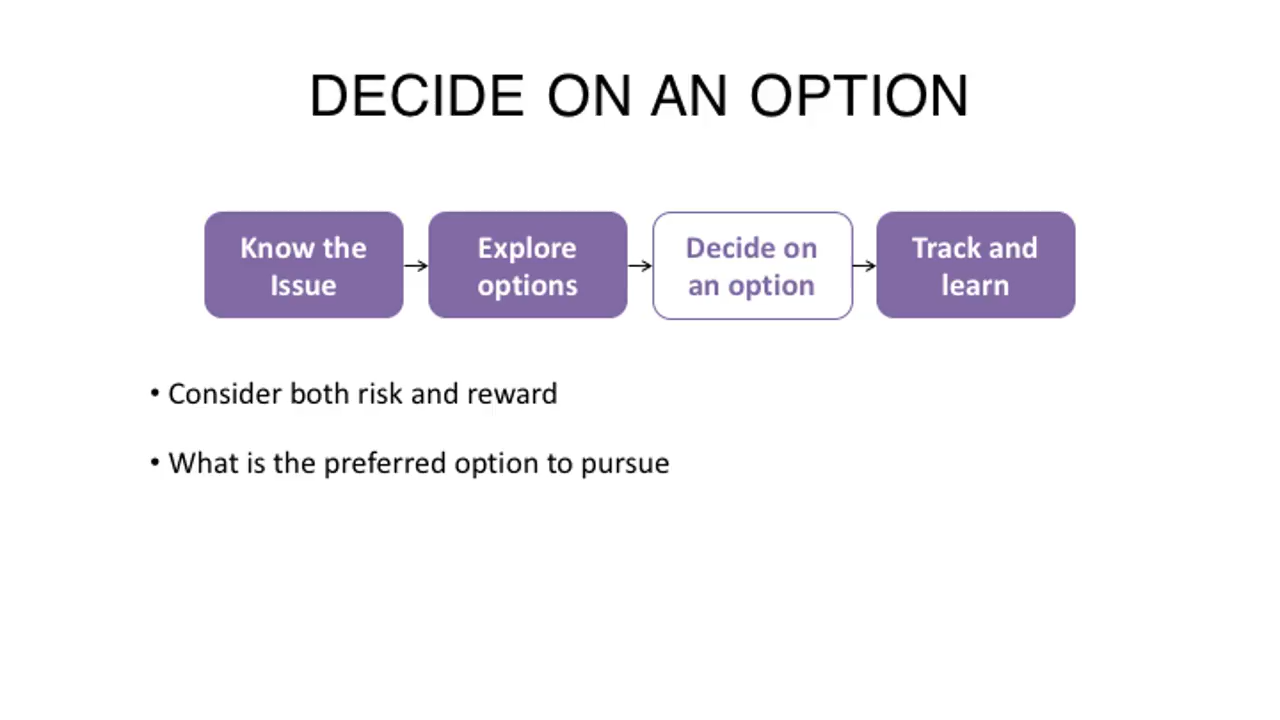 DECIDE ON AN OPTION
Know the
Issue
Explore
options
Decide on
an option
Track and
learn
• Consider both risk and reward
• What is the preferred option to pursue